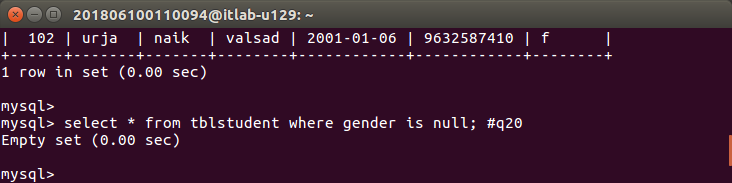 201806100110094@itlab-u129: ~
|  102 | urja  | naik  | valsad | 2001-01-06 | 9632587410 | f      |
+------+-------+-------+--------+------------+------------+--------+
1 row in set (0.00 sec)
mysql>
mysql> select * from tblstudent where gender is null; #q20
Empty set (0.00 sec)
mysql>